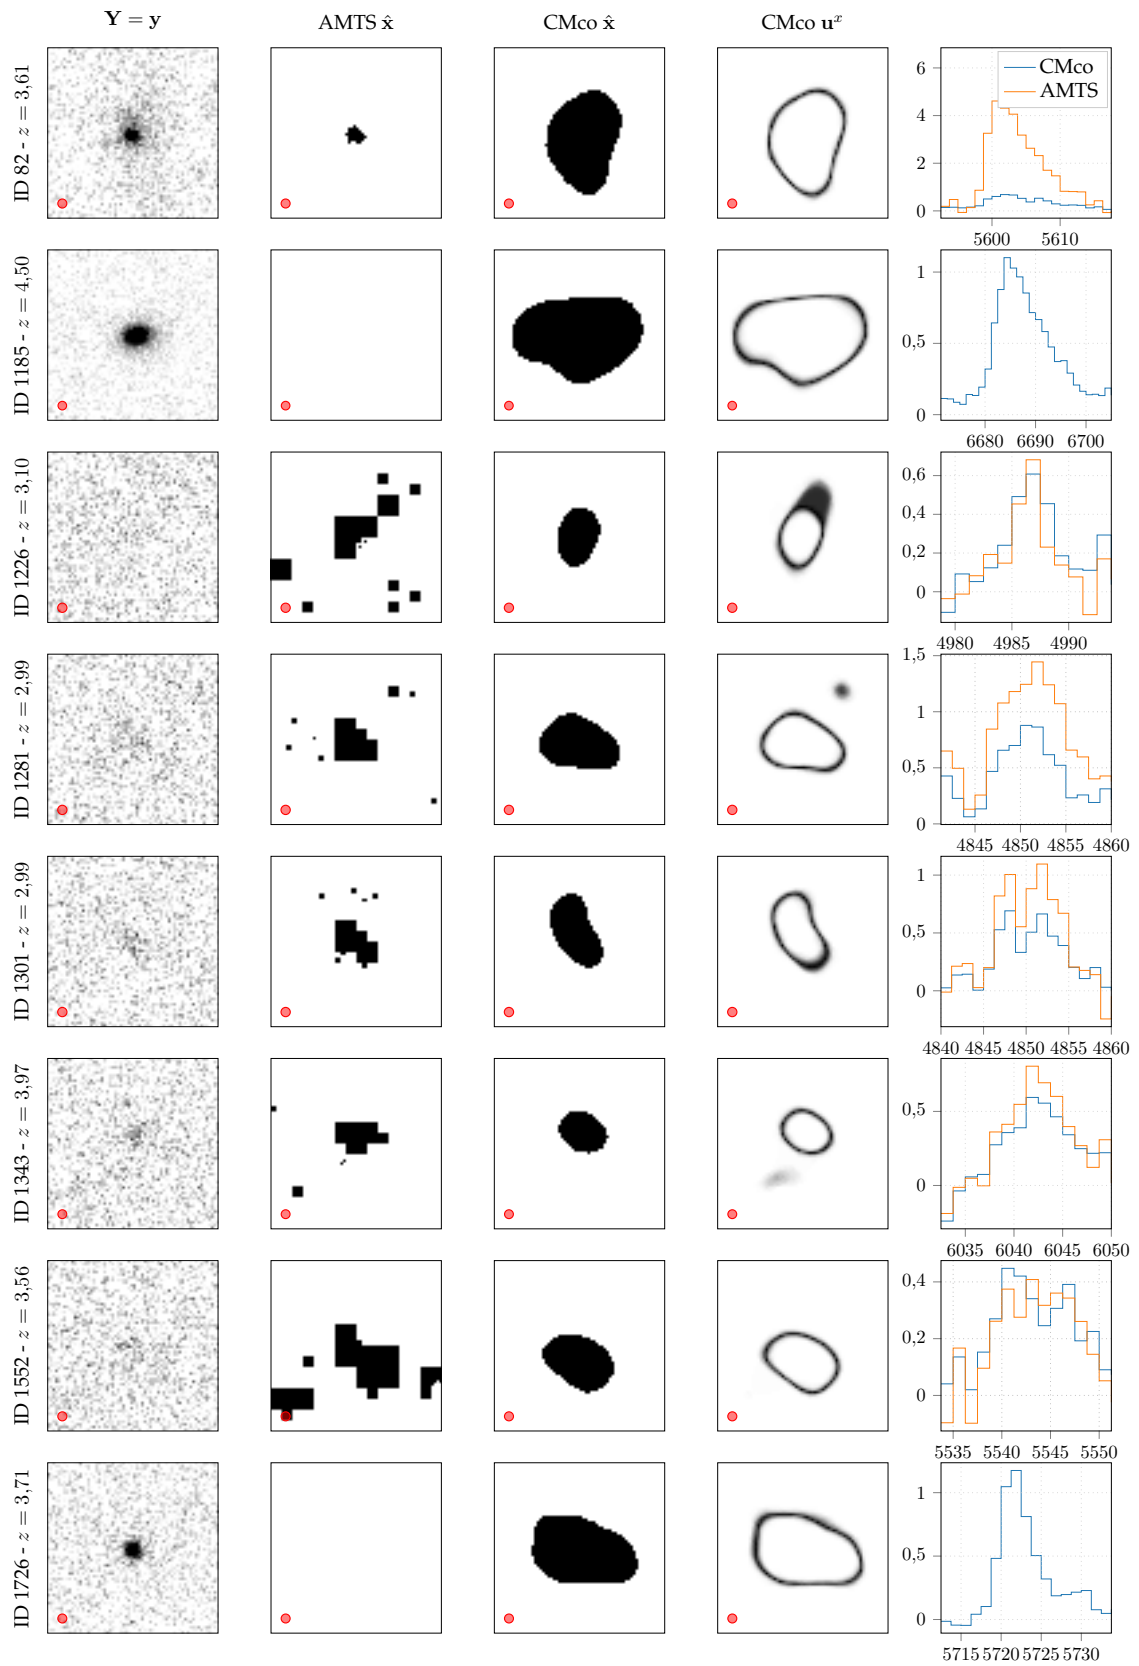 Y = y
AMTS x̂
CMco x̂
CMco uˣ
ID 82 - z = 3,61
CMco
AMTS
6
4
2
0
5600 5610
ID 1185 - z = 4,50
1
0,5
0
6680 6690 6700
ID 1226 - z = 3,10
0,6
0,4
0,2
0
4980 4985 4990
ID 1281 - z = 2,99
1,5
1
0,5
0
4845 4850 4855 4860
ID 1301 - z = 2,99
1
0,5
0
4840 4845 4850 4855 4860
ID 1343 - z = 3,97
0,5
0
6035 6040 6045 6050
ID 1552 - z = 3,56
0,4
0,2
0
5535 5540 5545 5550
ID 1726 - z = 3,71
1
0,5
0
5715 5720 5725 5730